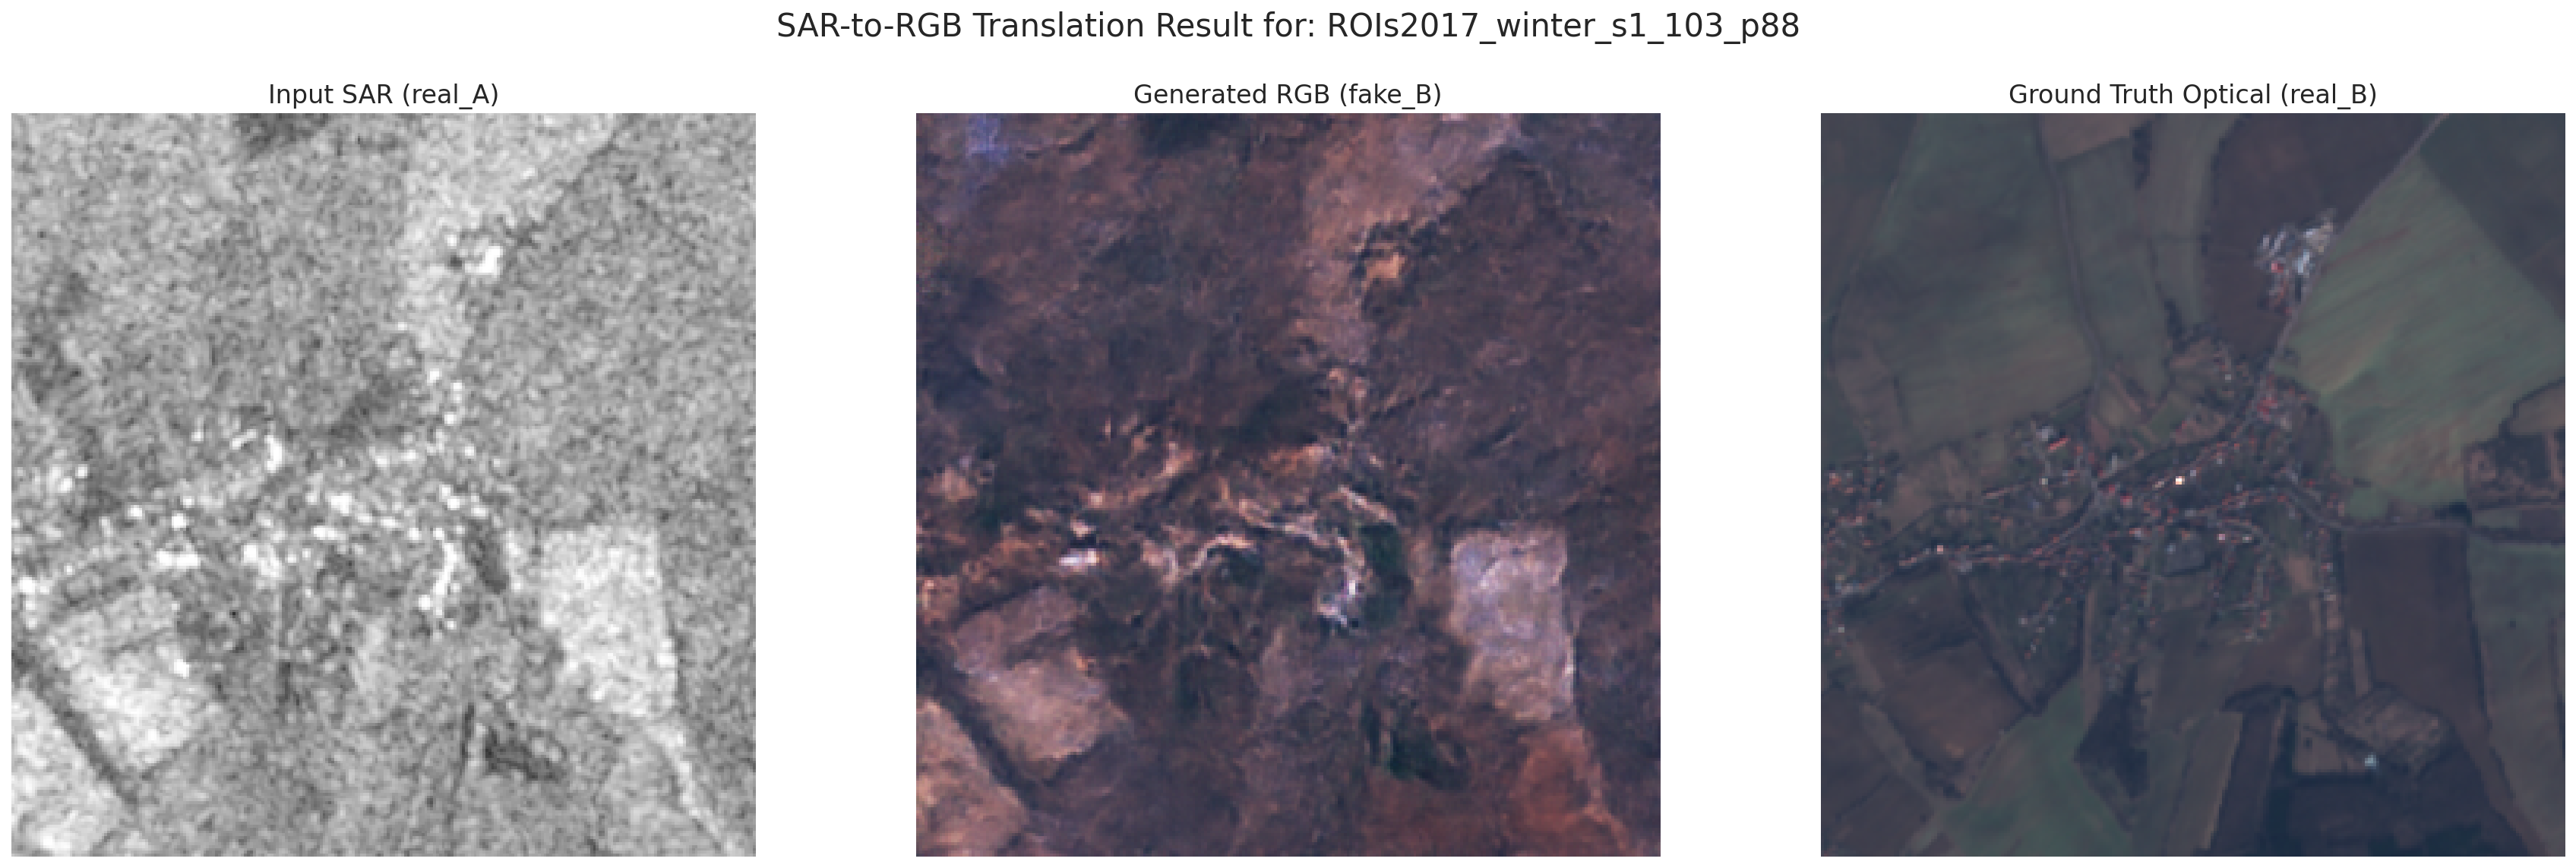 SAR-to-RGB Translation Result for: ROIs2017_winter_s1_103_p88
Input SAR (real_A)
Generated RGB (fake_B)
Ground Truth Optical (real_B)